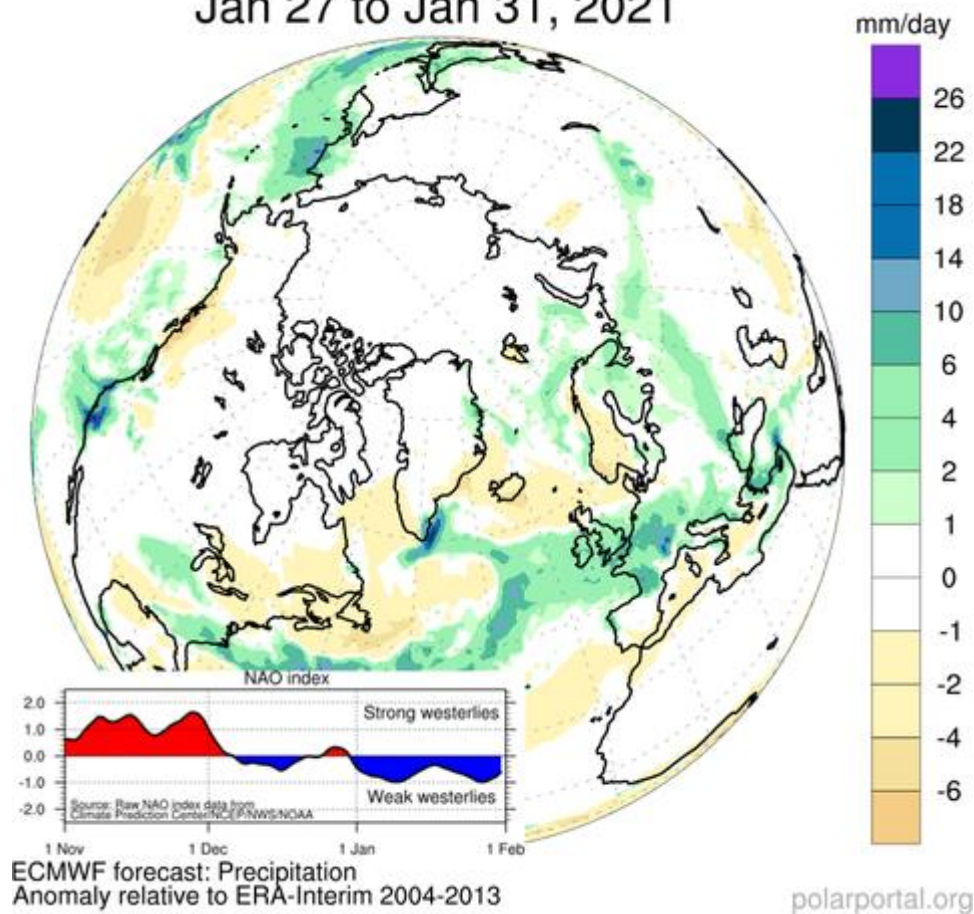 Jan 27 to Jan 31, 2021
mm/day
26
22
18
14
10
6
4
2
1
0
-1
-2
-4
-6
NAO index
2.0
1.0
0.0
-1.0
-2.0
Strong westerlies
Weak westerlies
Source: Raw NAO index data from
Climate Prediction Center/NCEP/NWS/NOAA
1 Nov 1 Dec 1 Jan 1 Feb
ECMWF forecast: Precipitation
Anomaly relative to ERA-Interim 2004-2013
polarportal.org